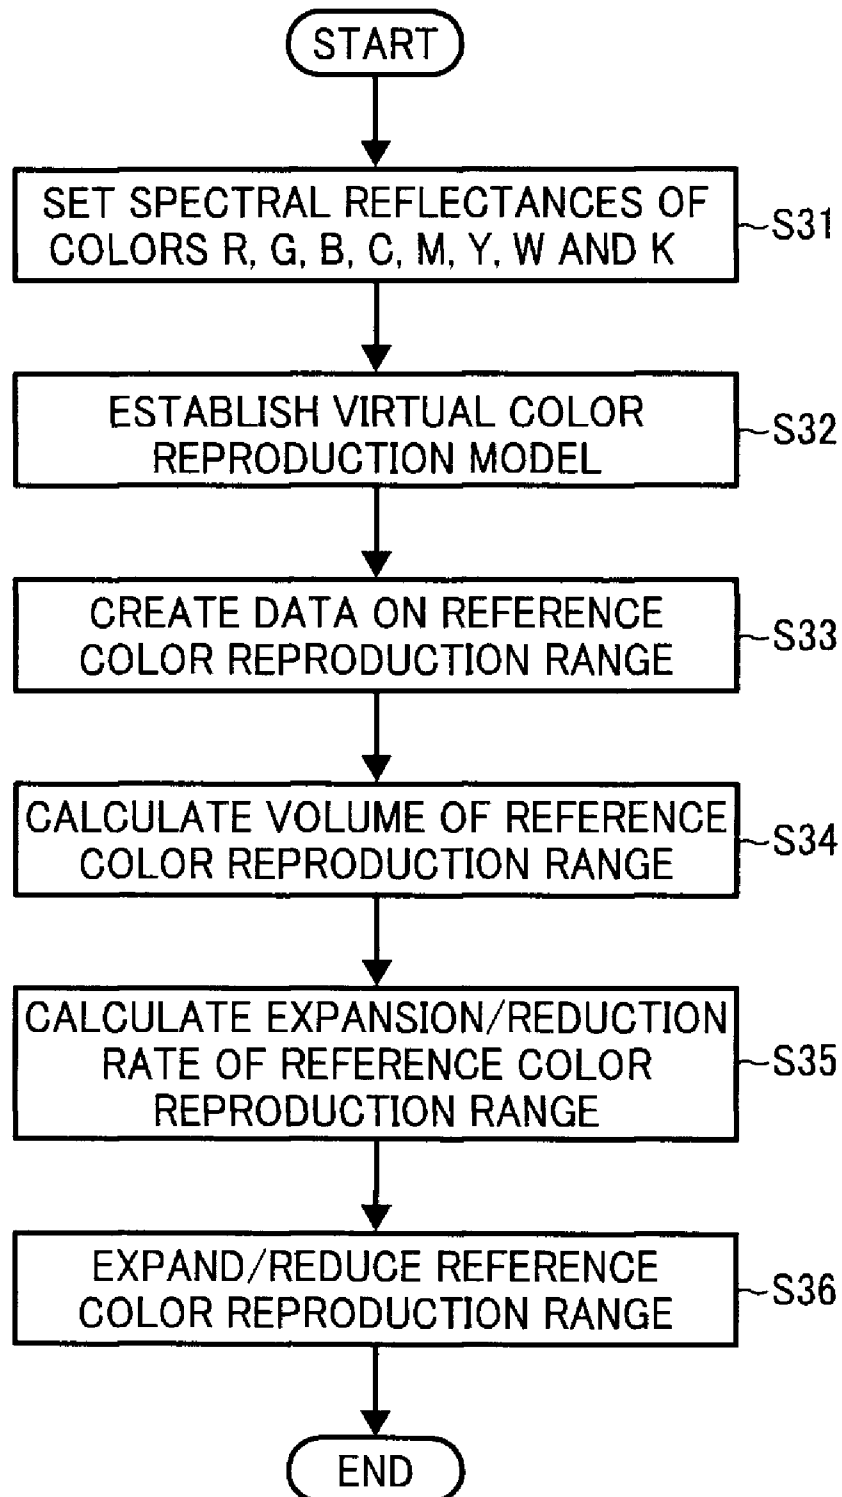 START
SET SPECTRAL REFLECTANCES OF
COLORS R, G, B, C, M, Y, W AND K
S31
ESTABLISH VIRTUAL COLOR
REPRODUCTION MODEL
S32
CREATE DATA ON REFERENCE
COLOR REPRODUCTION RANGE
S33
CALCULATE VOLUME OF REFERENCE
COLOR REPRODUCTION RANGE
S34
CALCULATE EXPANSION/REDUCTION
RATE OF REFERENCE COLOR
REPRODUCTION RANGE
S35
EXPAND/REDUCE REFERENCE
COLOR REPRODUCTION RANGE
S36
END